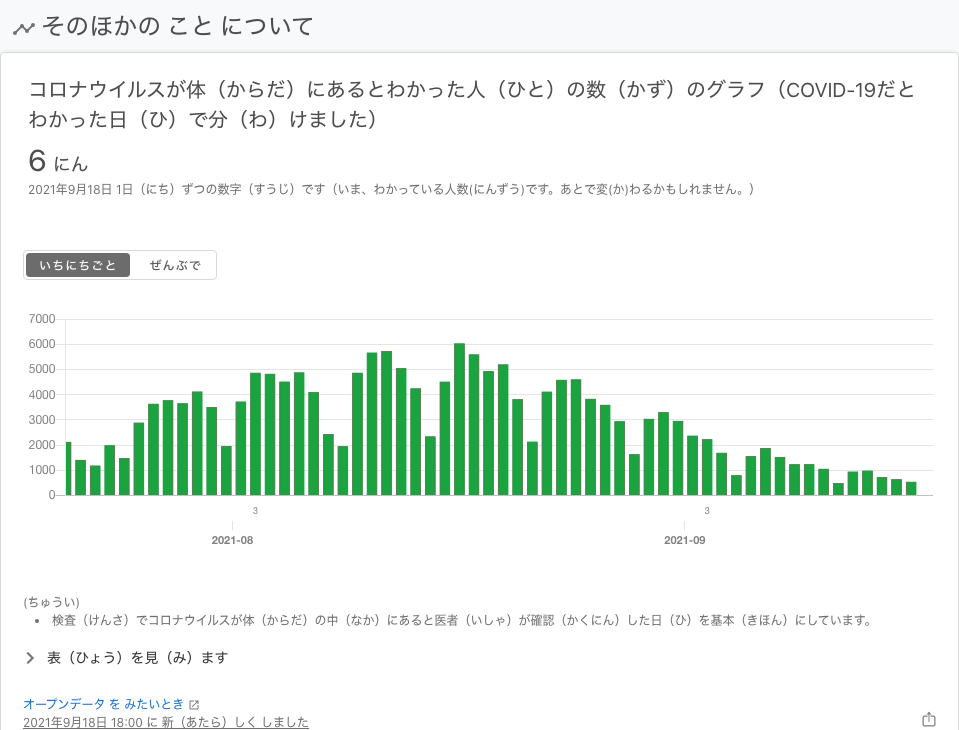 そのほかの こと について
コロナウイルスが体（からだ）にあるとわかった人（ひと）の数（かず）のグラフ（COVID-19だと
わかった日（ひ）で分（わ）けました）
6 にん
2021年9月18日 1日（にち）ずつの数字（すうじ）です（いま、わかっている人数(にんずう)です。あとで変(か)わるかもしれません。）
いちにちごと ぜんぶで
7000
6000
5000
4000
3000
2000
1000
0
3 3
2021-08 2021-09
(ちゅうい)
• 検査（けんさ）でコロナウイルスが体（からだ）の中（なか）にあると医者（いしゃ）が確認（かくにん）した日（ひ）を基本（きほん）にしています。
表（ひょう）を見（み）ます
オープンデータ を みたいとき
2021年9月18日 18:00 に 新（あたら）しく しました